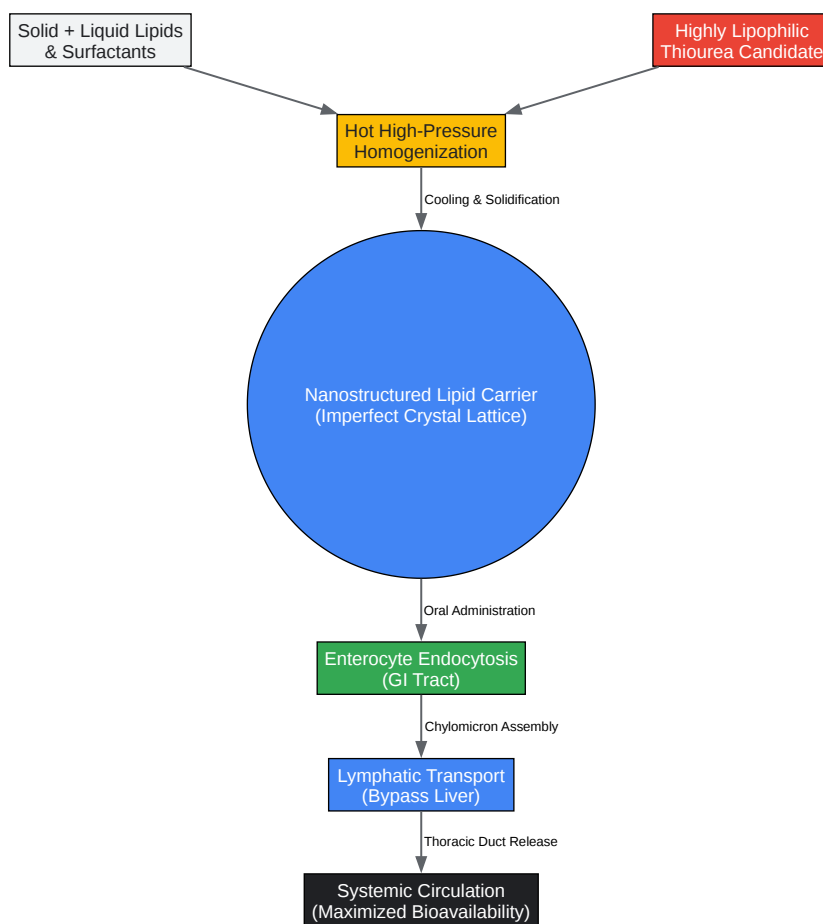 Solid + Liquid Lipids
& Surfactants
Highly Lipophilic
Thiourea Candidate
Hot High-Pressure
Homogenization
Cooling & Solidification
Nanostructured Lipid Carrier
(Imperfect Crystal Lattice)
Oral Administration
Enterocyte Endocytosis
(GI Tract)
Chylomicron Assembly
Lymphatic Transport
(Bypass Liver)
Thoracic Duct Release
Systemic Circulation
(Maximized Bioavailability)